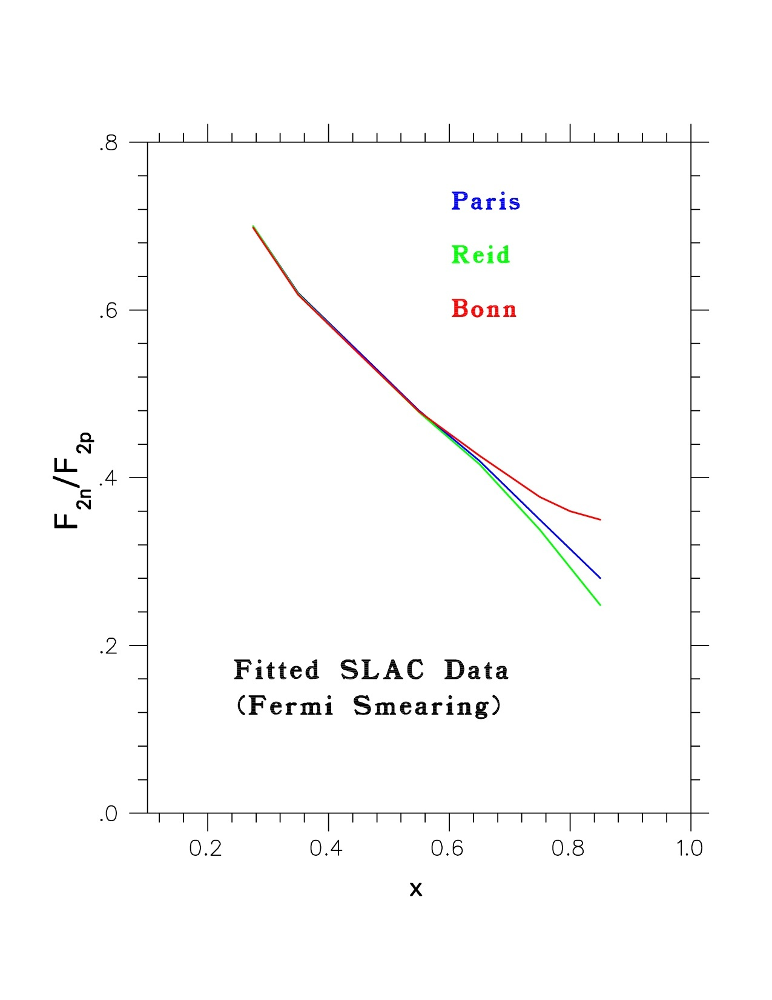 .8
Paris
Reid
Bonn
.6
F2n/F2p
.4
.2
Fitted SLAC Data
(Fermi Smearing)
.0
0.2 0.4 0.6 0.8 1.0
x